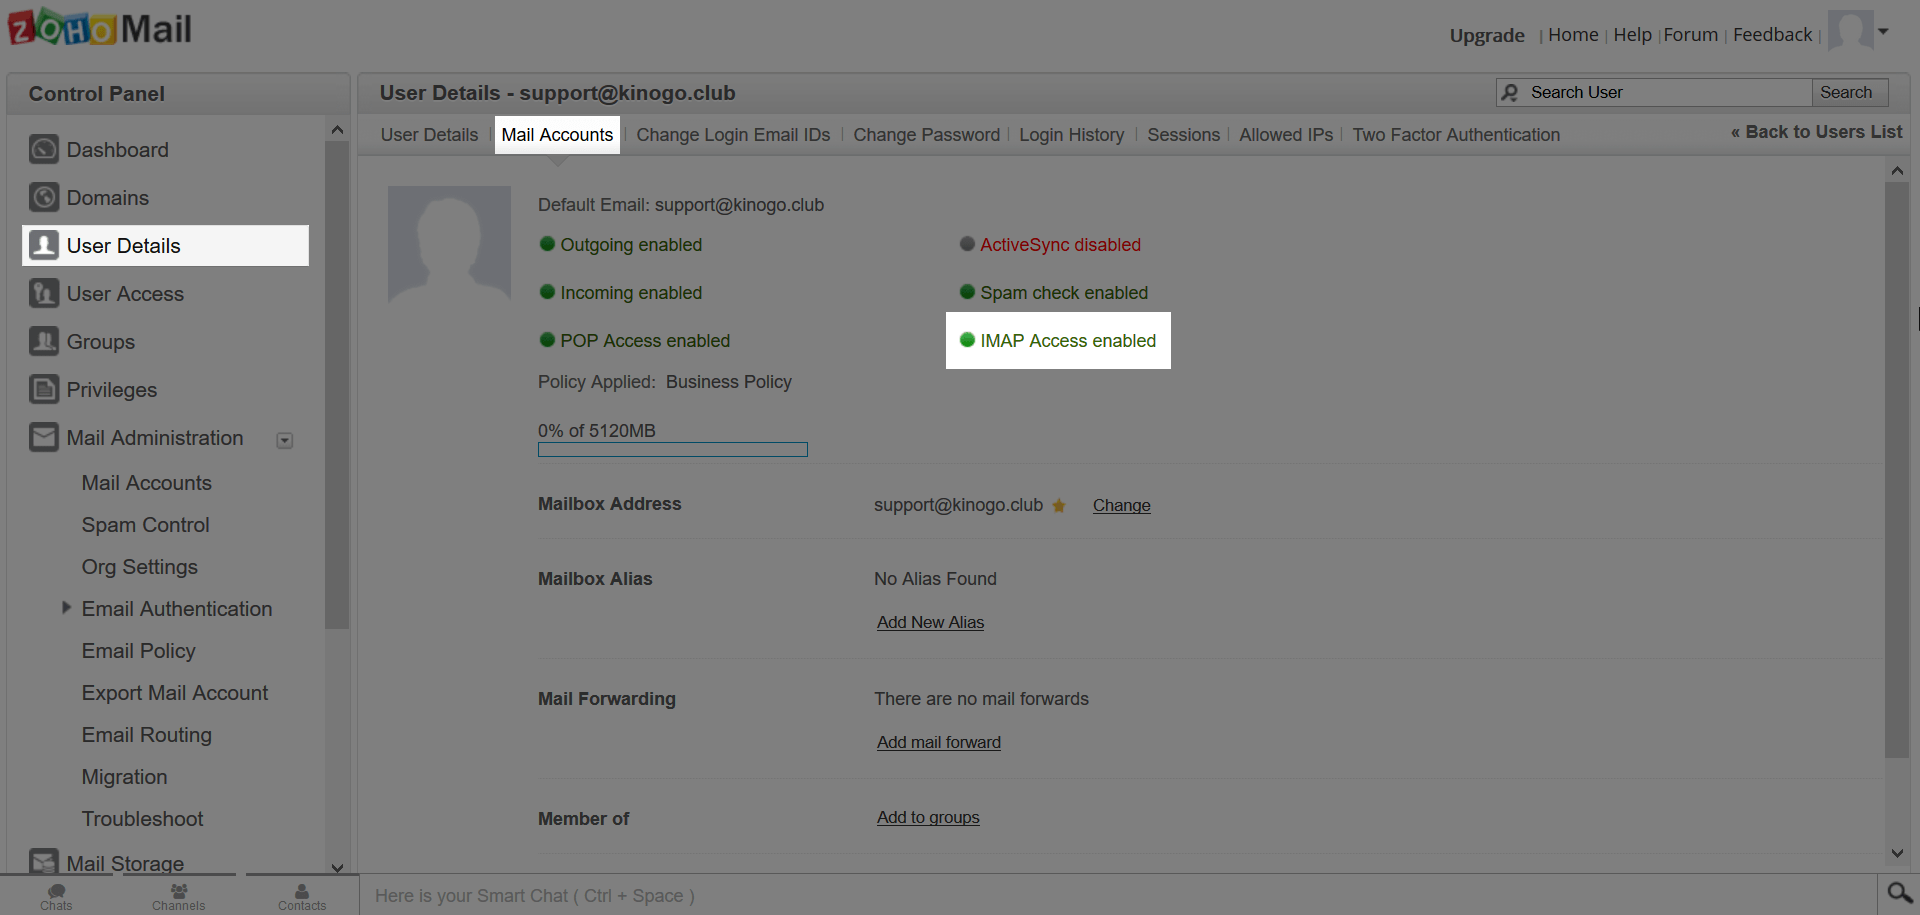 ZOHO Mail
Upgrade | Home | Help | Forum | Feedback |
Control Panel
User Details - support@kinogo.club
Search User
Search
User Details | Mail Accounts | Change Login Email IDs | Change Password | Login History | Sessions | Allowed IPs | Two Factor Authentication
« Back to Users List
Dashboard
Domains
User Details
User Access
Groups
Privileges
Mail Administration
Mail Accounts
Spam Control
Org Settings
Email Authentication
Email Policy
Export Mail Account
Email Routing
Migration
Troubleshoot
Mail Storage
Default Email: support@kinogo.club
Outgoing enabled
ActiveSync disabled
Incoming enabled
Spam check enabled
POP Access enabled
IMAP Access enabled
Policy Applied: Business Policy
0% of 5120MB
Mailbox Address
support@kinogo.club
Change
Mailbox Alias
No Alias Found
Add New Alias
Mail Forwarding
There are no mail forwards
Add mail forward
Member of
Add to groups
Chats
Channels
Contacts
Here is your Smart Chat ( Ctrl + Space )